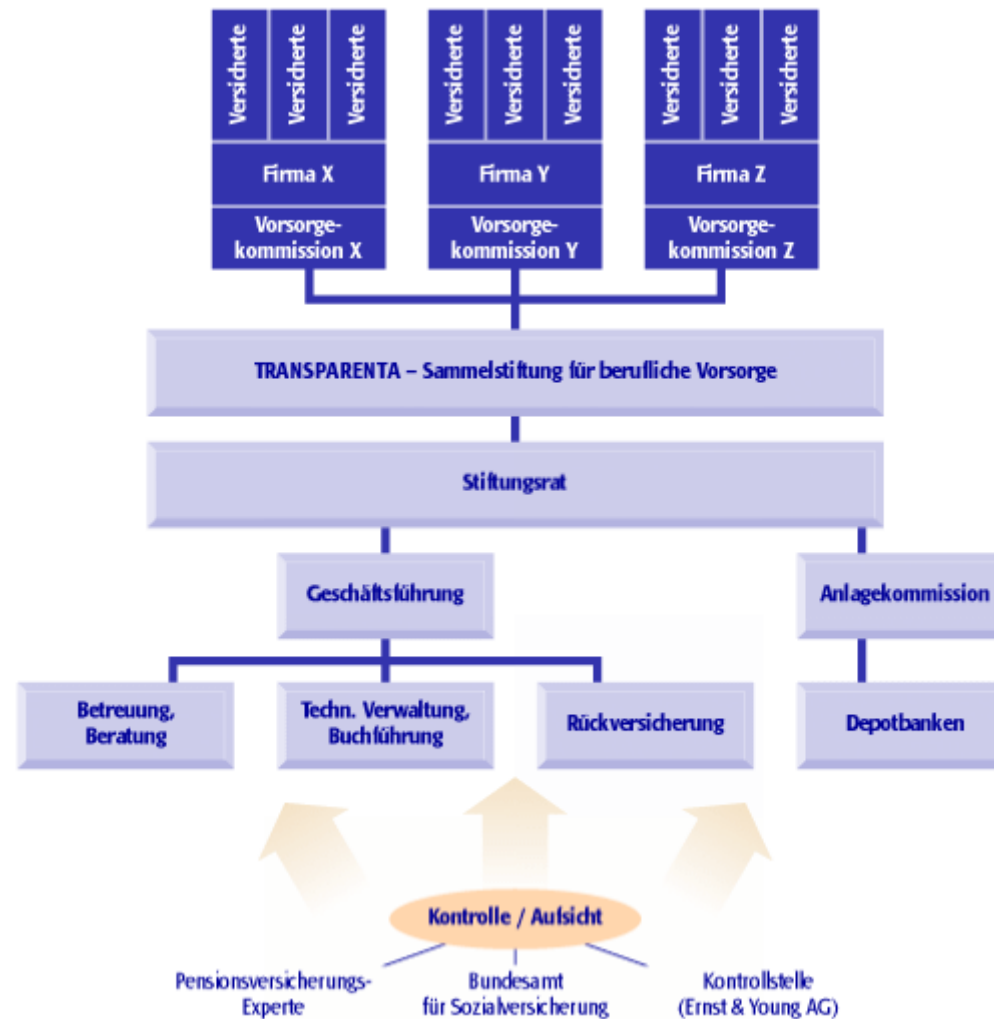 Versicherte
Versicherte
Versicherte
Versicherte
Versicherte
Versicherte
Versicherte
Versicherte
Versicherte
Firma X
Firma Y
Firma Z
Vorsorge-
kommission X
Vorsorge-
kommission Y
Vorsorge-
kommission Z
TRANSPARENTA – Sammelstiftung für berufliche Vorsorge
Stiftungsrat
Geschäftsführung
Anlagekommission
Betreuung,
Beratung
Techn. Verwaltung,
Buchführung
Rückversicherung
Depotbanken
Kontrolle / Aufsicht
Pensionsversicherungs-
Experte
Bundesamt
für Sozialversicherung
Kontrollstelle
(Ernst & Young AG)